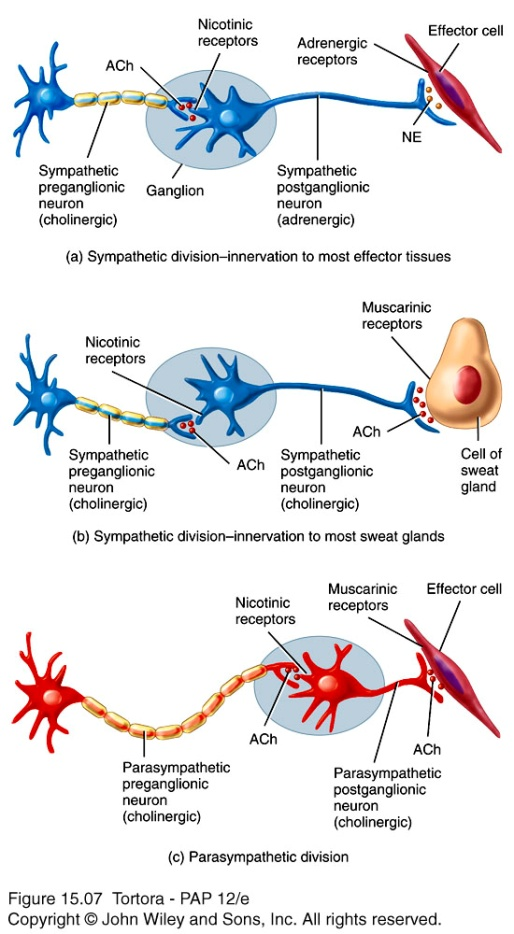 Nicotinic
receptors
ACh
Adrenergic
receptors
Effector cell
NE
Sympathetic
preganglionic
neuron
(cholinergic)
Ganglion
Sympathetic
postganglionic
neuron
(adrenergic)
(a) Sympathetic division–innervation to most effector tissues
Muscarinic
receptors
Nicotinic
receptors
ACh
ACh
Sympathetic
preganglionic
neuron
(cholinergic)
Sympathetic
postganglionic
neuron
(cholinergic)
Cell of
sweat
gland
(b) Sympathetic division–innervation to most sweat glands
Nicotinic
receptors
Muscarinic
receptors
Effector cell
ACh
ACh
Parasympathetic
preganglionic
neuron
(cholinergic)
Parasympathetic
postganglionic
neuron
(cholinergic)
(c) Parasympathetic division
Figure 15.07 Tortora - PAP 12/e
Copyright © John Wiley and Sons, Inc. All rights reserved.